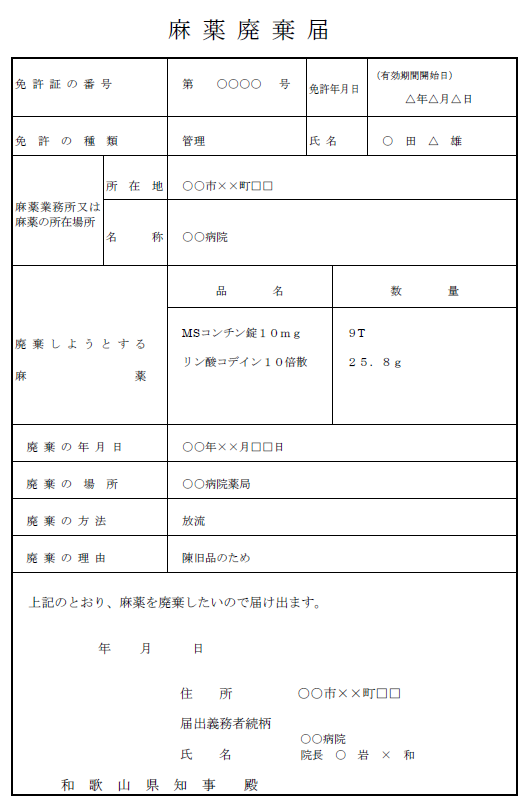 麻薬廃棄届
免許証の番号 第 ○○○○ 号 免許年月日 （有効期間開始日）
△年△月△日
免許の種類 管理 氏名 ○田△雄
麻薬業務所又は
麻薬の所在場所
所在地 ○○市××町□□
名称 ○○病院
廃棄しようとする
麻薬
品名 数量
MSコンチン錠１０ｍｇ ９T
リン酸コデイン１０倍散 ２５．８ｇ
廃棄の年月日 ○○年××月□□日
廃棄の場所 ○○病院薬局
廃棄の方法 放流
廃棄の理由 陳旧品のため
上記のとおり、麻薬を廃棄したいので届け出ます。
年 月 日
住所 ○○市××町□□
届出義務者続柄
○○病院
氏名 院長 ○岩×和
和歌山県知事 殿